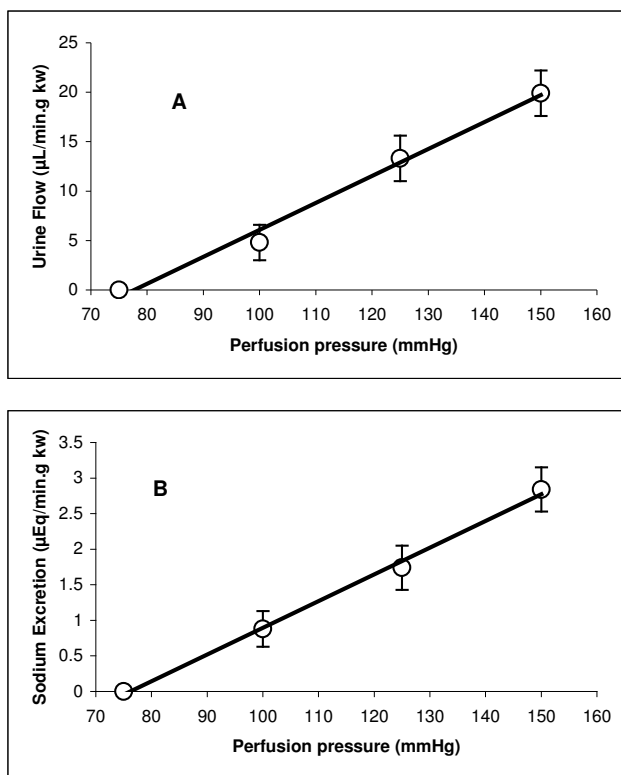 25
20
15
10
5
0
A
Urine Flow (µL/min.g kw)
70 80 90 100 110 120 130 140 150 160
Perfusion pressure (mmHg)
3.5
3
2.5
2
1.5
1
0.5
0
B
Sodium Excretion (µEq/min.g kw)
70 80 90 100 110 120 130 140 150 160
Perfusion pressure (mmHg)